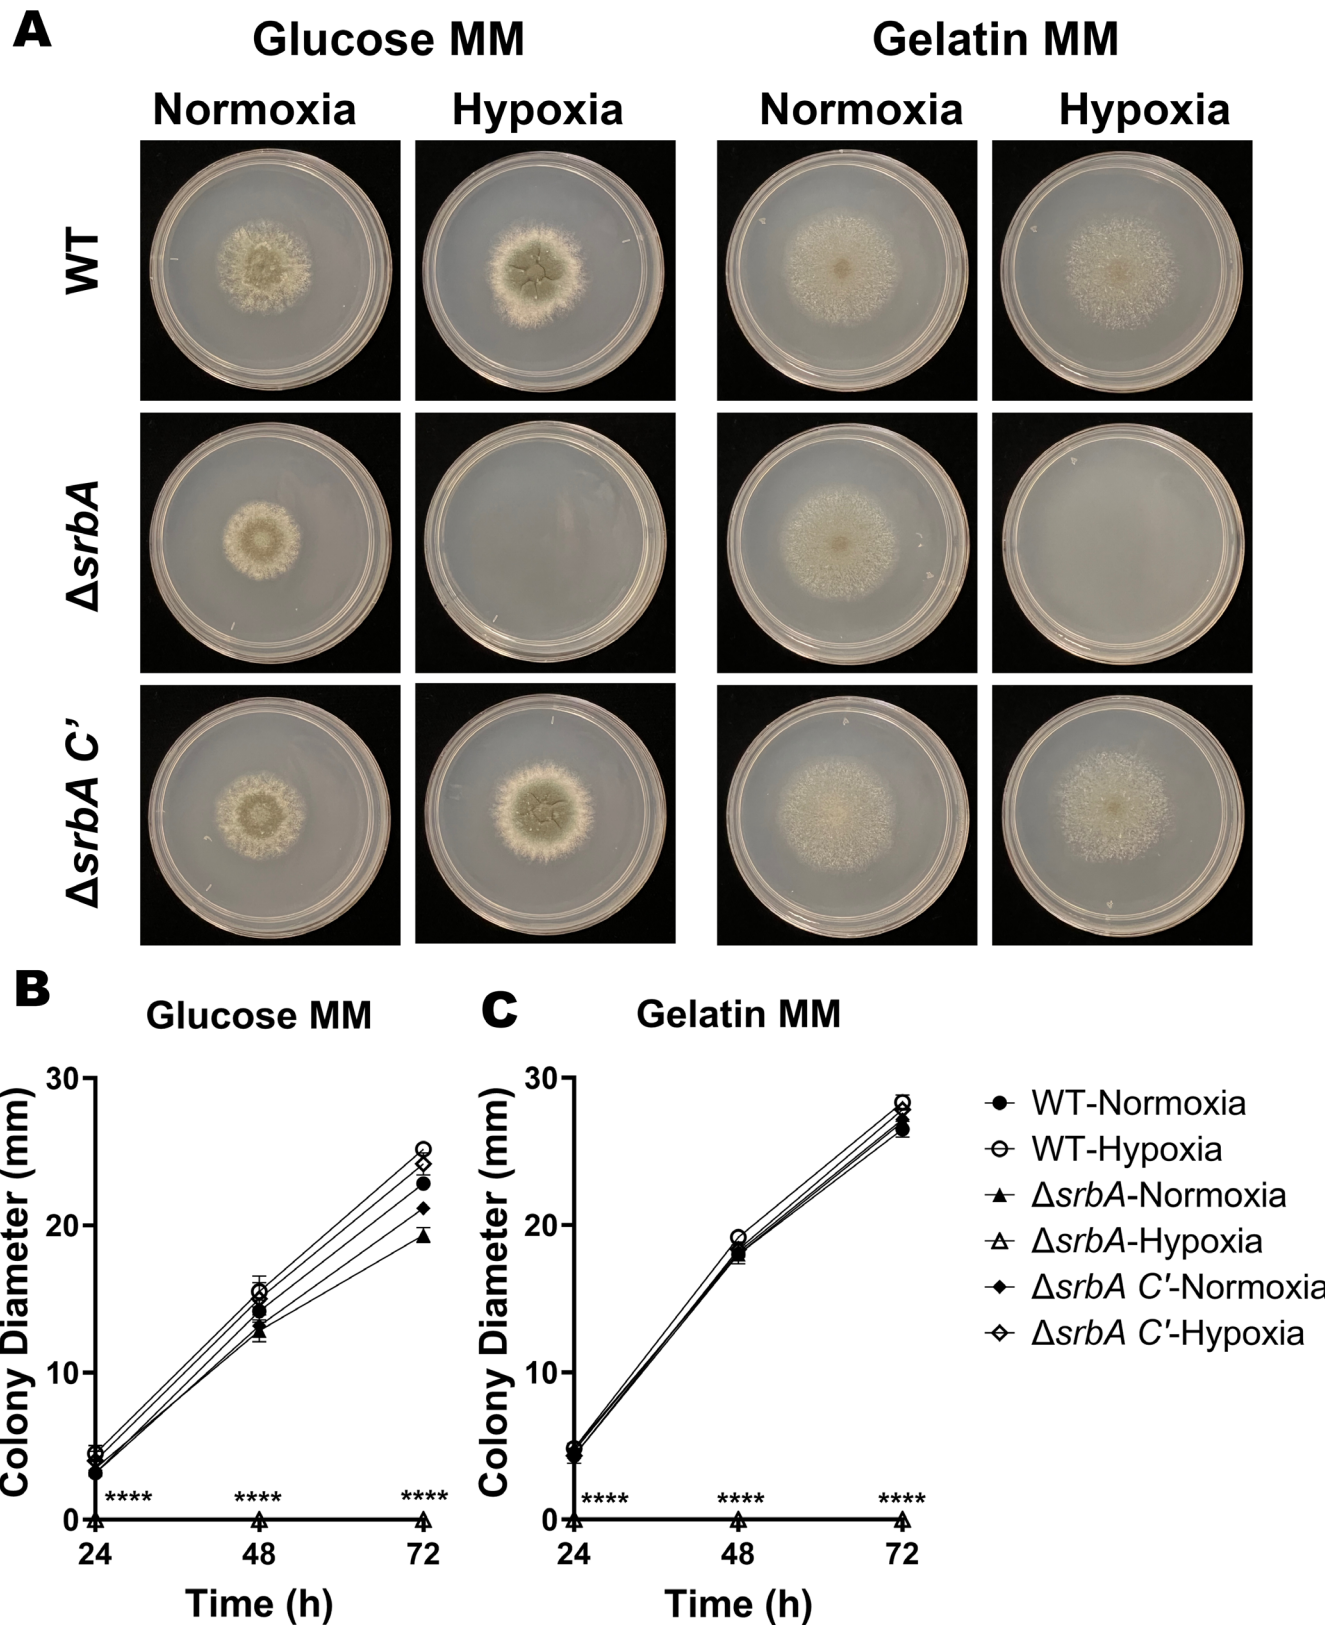 A
Glucose MM
Gelatin MM
Normoxia
Hypoxia
Normoxia
Hypoxia
WT
ΔsrbA
ΔsrbA C’
B
Glucose MM
Colony Diameter (mm)
30
20
10
0
**** **** ****
24 48 72
Time (h)
C
Gelatin MM
Colony Diameter (mm)
30
20
10
0
**** **** ****
24 48 72
Time (h)
WT-Normoxia
WT-Hypoxia
ΔsrbA-Normoxia
ΔsrbA-Hypoxia
ΔsrbA C'-Normoxia
ΔsrbA C'-Hypoxia